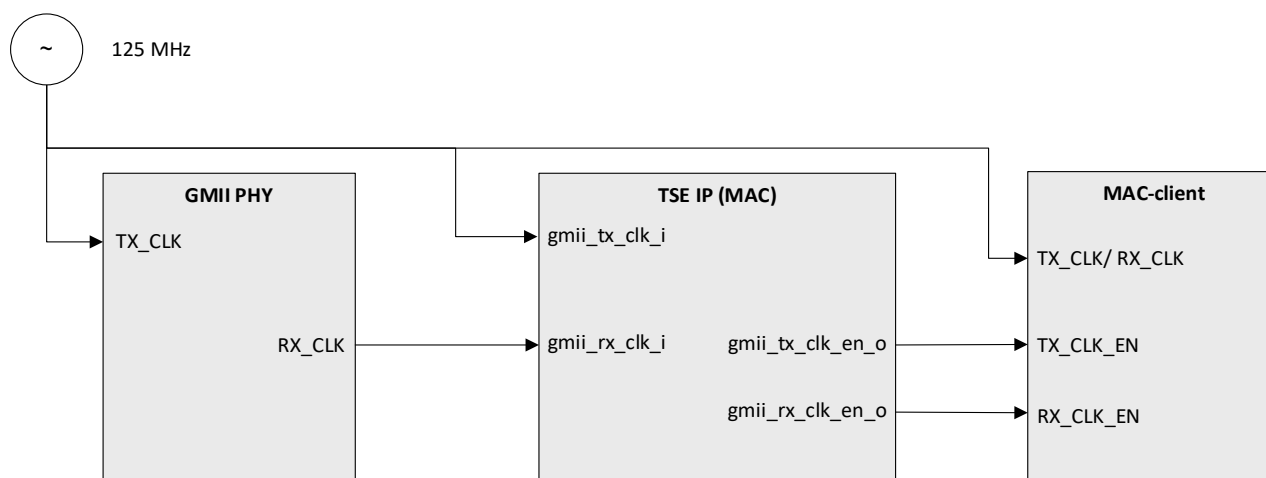 ~
125 MHz
GMII PHY
TX_CLK
RX_CLK
TSE IP (MAC)
gmii_tx_clk_i
gmii_rx_clk_i
gmii_tx_clk_en_o
gmii_rx_clk_en_o
MAC-client
TX_CLK/ RX_CLK
TX_CLK_EN
RX_CLK_EN